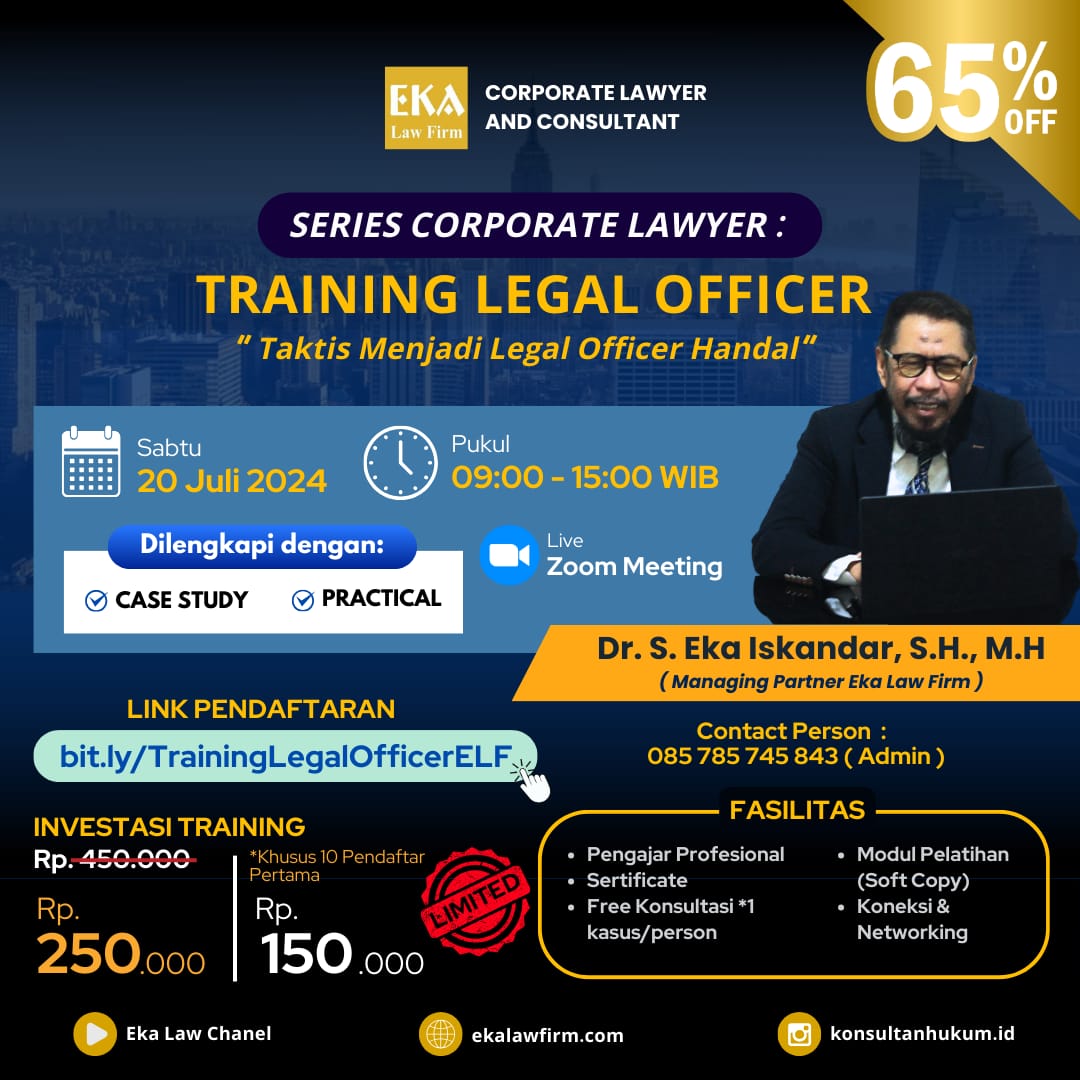 EKA
Law Firm
CORPORATE LAWYER
AND CONSULTANT
65%
OFF
SERIES CORPORATE LAWYER :
TRAINING LEGAL OFFICER
" Taktis Menjadi Legal Officer Handal"
Sabtu
20 Juli 2024
Pukul
09:00 - 15:00 WIB
Dilengkapi dengan:
CASE STUDY
PRACTICAL
Live
Zoom Meeting
Dr. S. Eka Iskandar, S.H., M.H
( Managing Partner Eka Law Firm )
LINK PENDAFTARAN
bit.ly/TrainingLegalOfficerELF
Contact Person :
085 785 745 843 ( Admin )
INVESTASI TRAINING
Rp. 450.000
Rp.
250.000
*Khusus 10 Pendaftar
Pertama
Rp.
150.000
LIMITED
FASILITAS
• Pengajar Profesional
• Sertificate
• Free Konsultasi *1
kasus/person
• Modul Pelatihan
(Soft Copy)
• Koneksi &
Networking
Eka Law Chanel
ekalawfirm.com
konsultanhukum.id